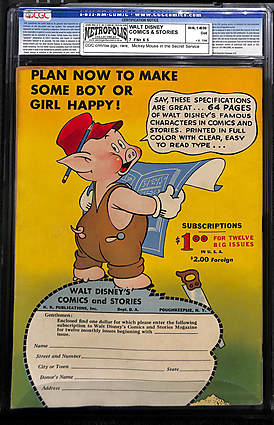 CGC
CERTIFICATION NOTICE
METROPOLIS
WALT DISNEY
COMICS & STORIES
PLAN NOW TO MAKE
SOME BOY OR
GIRL HAPPY!
SAY, THESE SPECIFICATIONS
ARE GREAT... 64 PAGES
OF WALT DISNEY'S FAMOUS
CHARACTERS IN COMICS AND
STORIES. PRINTED IN FULL
COLOR WITH CLEAR, EASY
TO READ TYPE...
SUBSCRIPTIONS
$1.00 FOR TWELVE
BIG ISSUES
IN U.S.A.
$2.00 Foreign
WALT DISNEY'S
COMICS and STORIES
K. K. PUBLICATIONS, INC. Dept. D. A. POUGHKEEPSIE, N. Y.
Gentlemen:
Enclosed find one dollar for which please enter the following
subscription to Walt Disney's Comics and Stories Magazine
for twelve monthly issues beginning with
issue.
Name
Street and Number
City or Town State
Donor's Name
Address